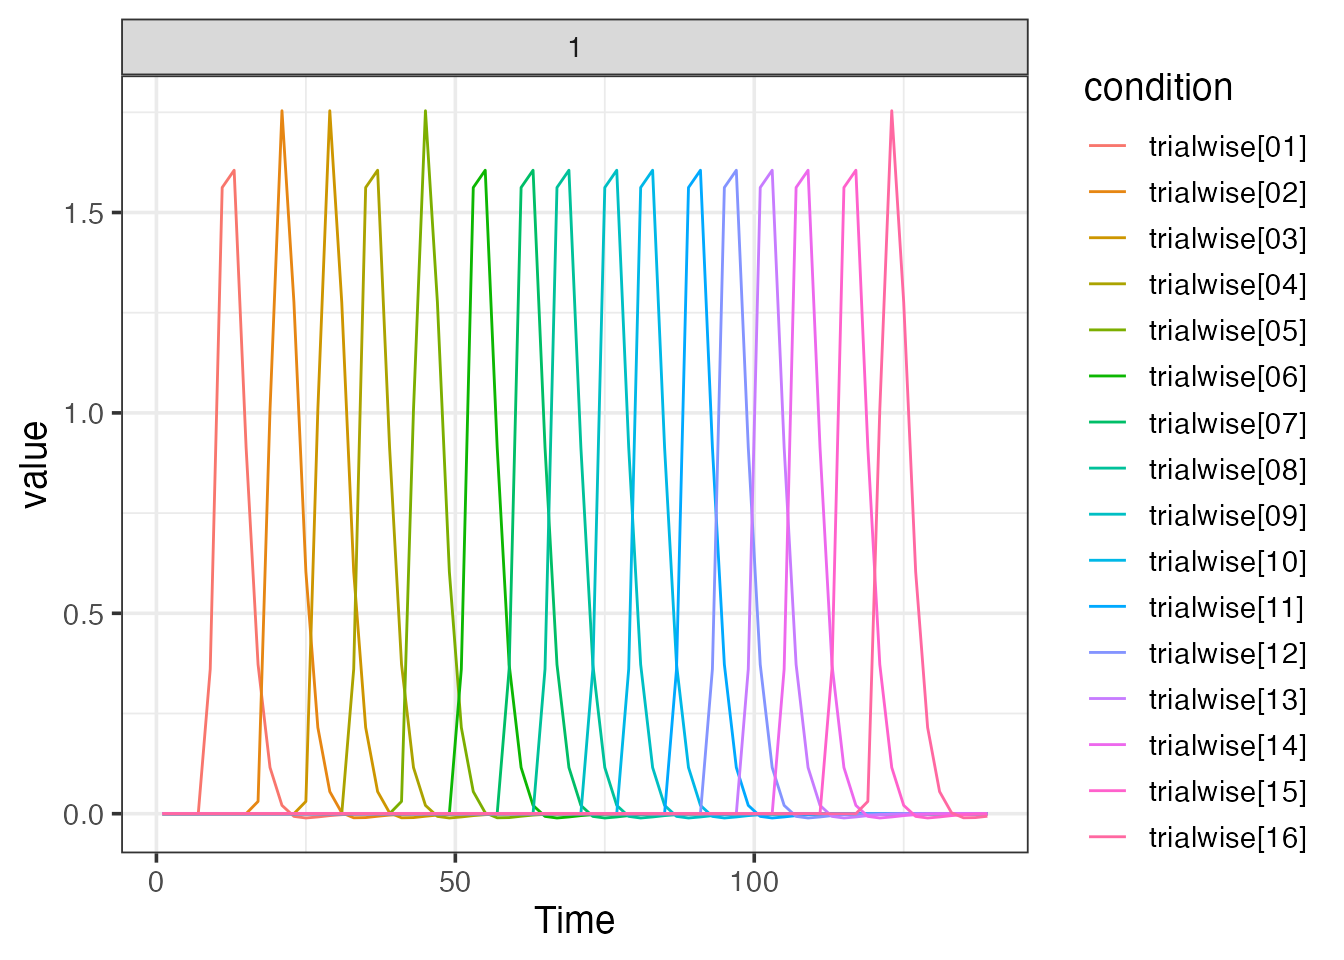 1
condition
trialwise[01]
trialwise[02]
trialwise[03]
trialwise[04]
trialwise[05]
trialwise[06]
trialwise[07]
trialwise[08]
trialwise[09]
trialwise[10]
trialwise[11]
trialwise[12]
trialwise[13]
trialwise[14]
trialwise[15]
trialwise[16]
value
1.5
1.0
0.5
0.0
0 50 100
Time